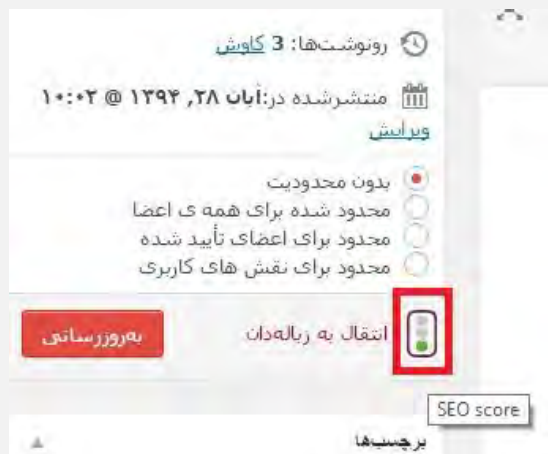 رونوشت‌ها: 3 کاوش
منتشرشده در:آبان ۲۸, ۱۳۹۴ @ ۱۰:۰۲
ویرایش
بدون محدودیت
محدود شده برای همه ی اعضا
محدود برای اعضای تأیید شده
محدود برای نقش های کاربری
انتقال به زباله‌دان
به‌روزرسانی
SEO score
برچسب‌ها